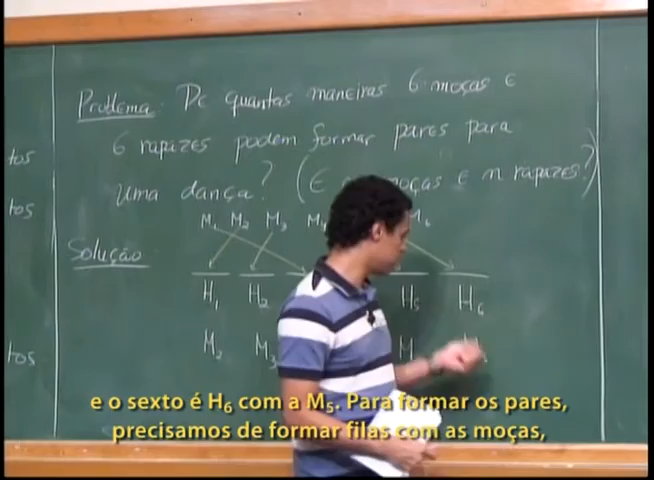 Problema: De quantas maneiras 6 moças e
6 rapazes podem formar pares para
uma dança? (E moças e n rapazes?)
tos
tos
tos
M₁ M₂ M₃ M₆
Solução
H₁ H₂ H₅ H₆
M₂ M₃ M
e o sexto é H₆ com a M₅. Para formar os pares,
precisamos de formar filas com as moças,